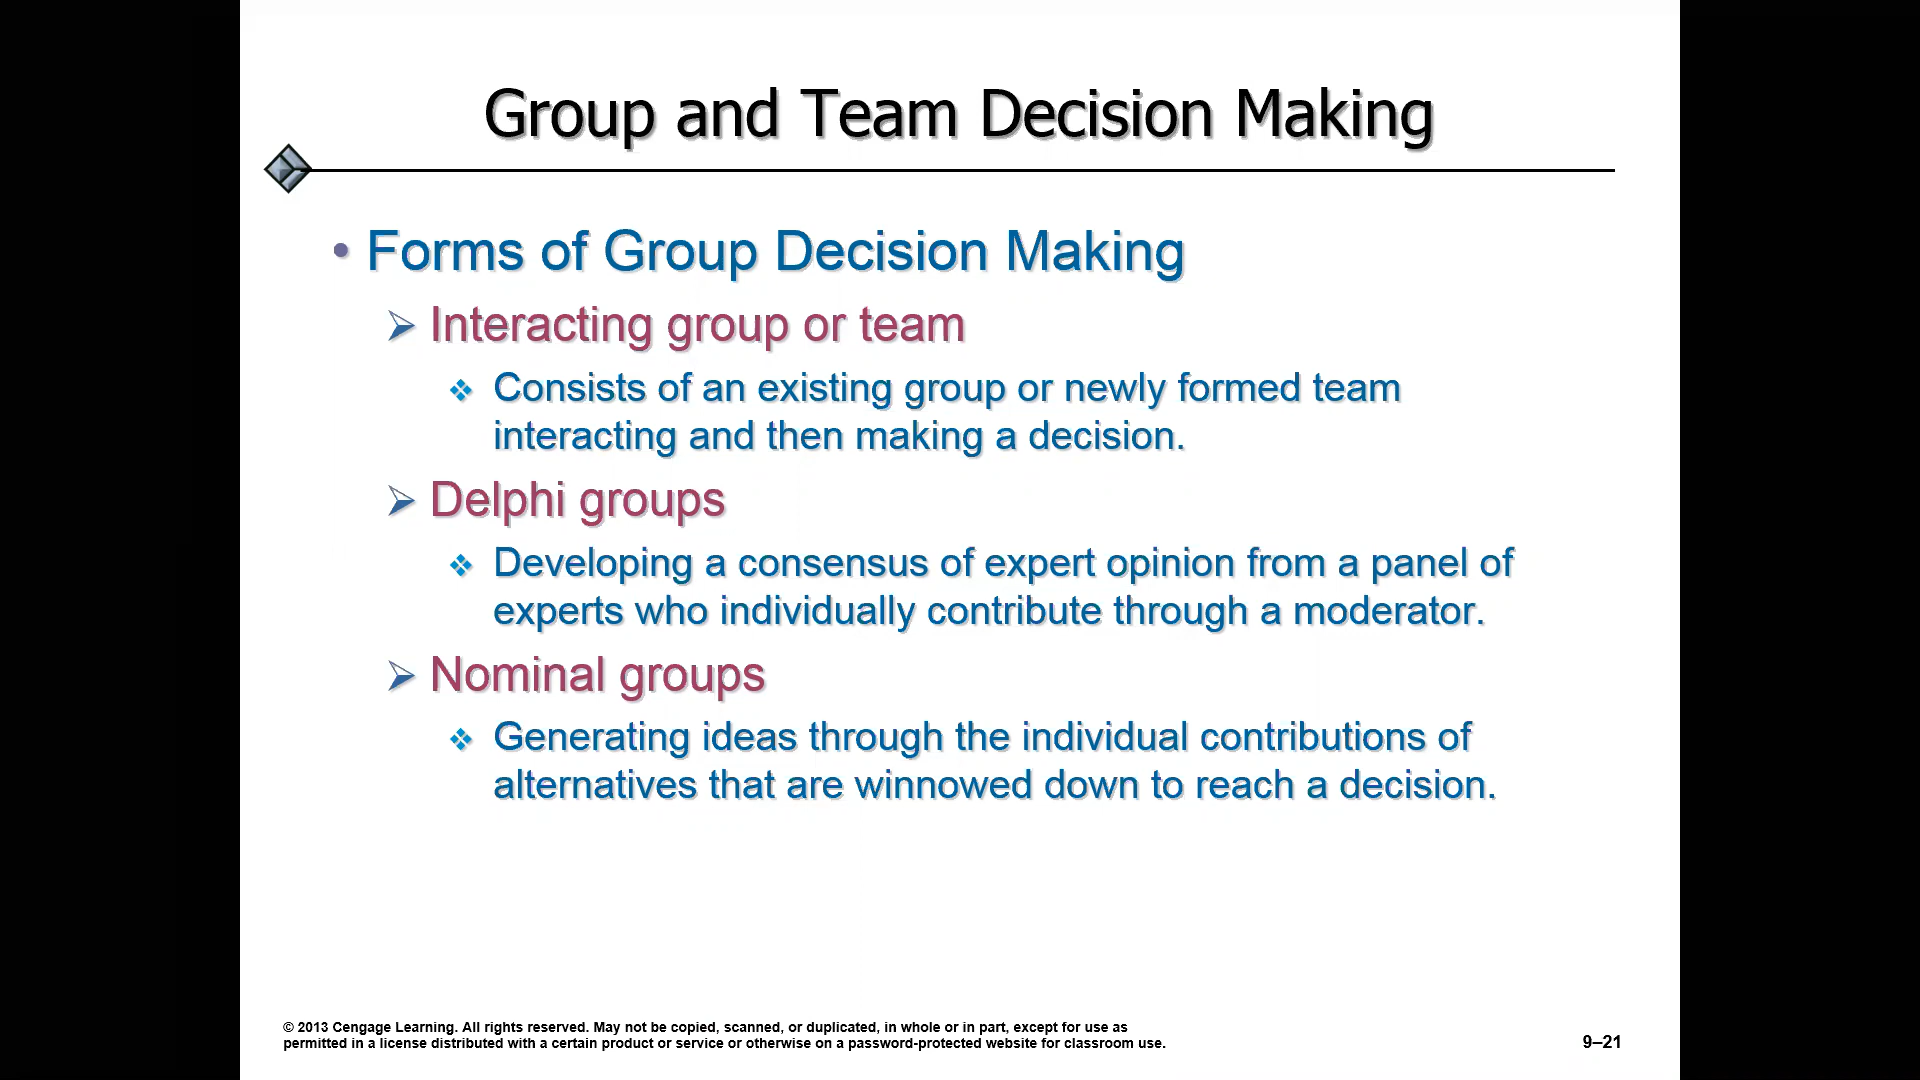 Group and Team Decision Making
• Forms of Group Decision Making
➢ Interacting group or team
❖ Consists of an existing group or newly formed team
interacting and then making a decision.
➢ Delphi groups
❖ Developing a consensus of expert opinion from a panel of
experts who individually contribute through a moderator.
➢ Nominal groups
❖ Generating ideas through the individual contributions of
alternatives that are winnowed down to reach a decision.
© 2013 Cengage Learning. All rights reserved. May not be copied, scanned, or duplicated, in whole or in part, except for use as
permitted in a license distributed with a certain product or service or otherwise on a password-protected website for classroom use.
9–21